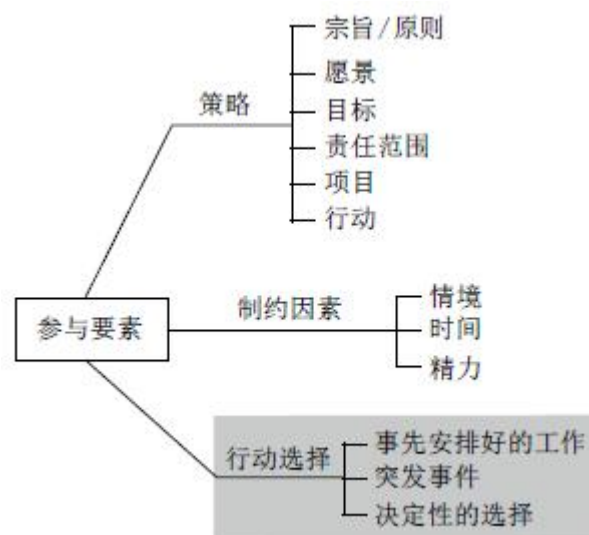 宗旨/原则
愿景
策略
目标
责任范围
项目
行动
参与要素
制约因素
情境
时间
精力
行动选择
事先安排好的工作
突发事件
决定性的选择